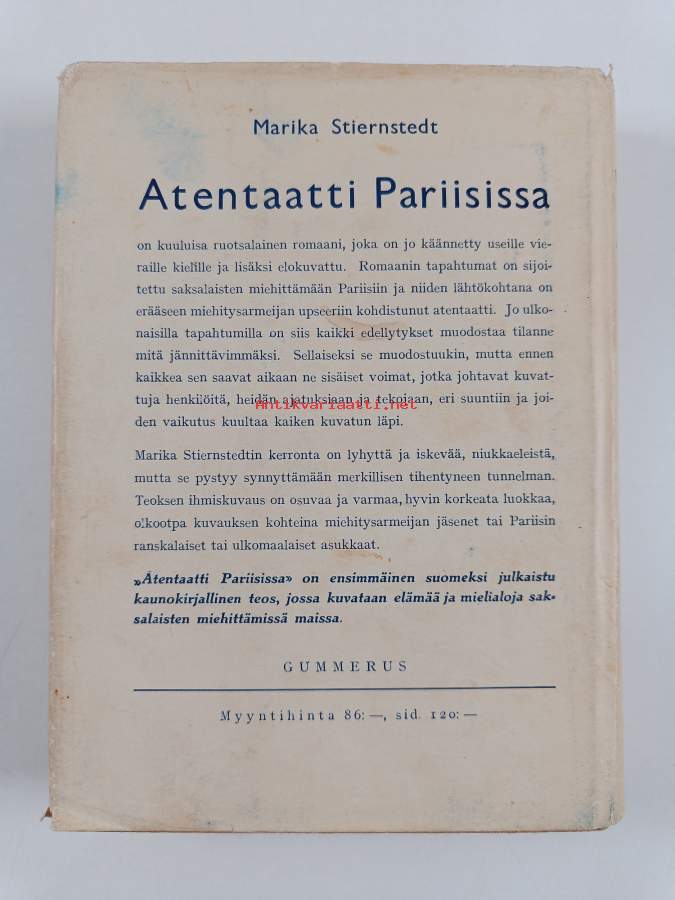 Marika Stiernstedt
Atentaatti Pariisissa
on kuuluisa ruotsalainen romaani, joka on jo käännetty useille vie-
raille kielille ja lisäksi elokuvattu. Romaanin tapahtumat on sijoi-
tettu saksalaisten miehittämään Pariisiin ja niiden lähtökohtana on
erääseen miehitysarmeijan upseeriin kohdistunut atentaatti. Jo ulko-
naisilla tapahtumilla on siis kaikki edellytykset muodostaa tilanne
mitä jännittävimmäksi. Sellaiseksi se muodostuukin, mutta ennen
kaikkea sen saavat aikaan ne sisäiset voimat, jotka johtavat kuvat-
tuja henkilöitä, heidän ajatuksiaan ja tekojaan, eri suuntiin ja joi-
den vaikutus kuultaa kaiken kuvatun läpi.
Antikvariaatti.net
Marika Stiernstedtin kerronta on lyhyttä ja iskevää, niukkaeleistä,
mutta se pystyy synnyttämään merkillisen tihentyneen tunnelman.
Teoksen ihmiskuvaus on osuvaa ja varmaa, hyvin korkeata luokkaa,
olkootpa kuvauksen kohteina miehitysarmeijan jäsenet tai Pariisin
ranskalaiset tai ulkomaalaiset asukkaat.
»Atentaatti Pariisissa» on ensimmäinen suomeksi julkaistu
kaunokirjallinen teos, jossa kuvataan elämää ja mielialoja sak-
salaisten miehittämissä maissa.
GUMMERUS
Myyntihinta 86: —, sid. 120: —